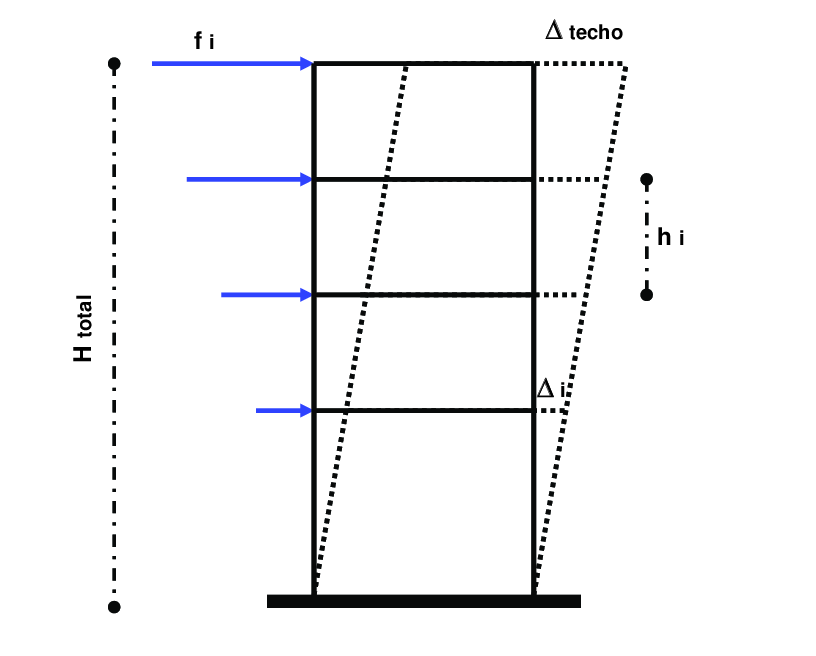 Δ techo
f i
h i
H total
Δ i